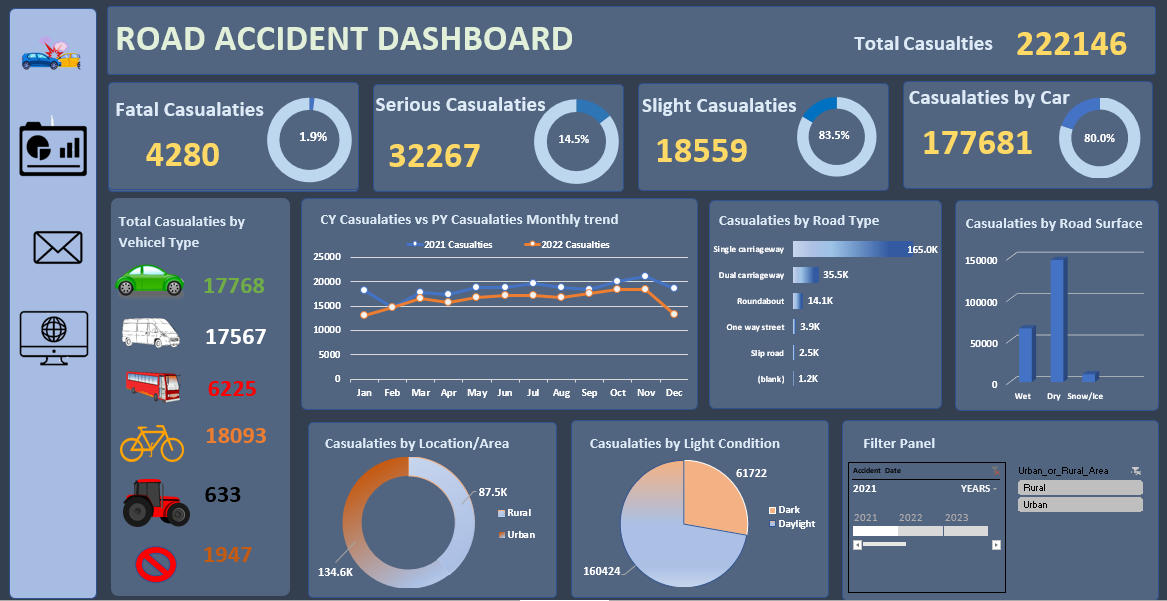 ROAD ACCIDENT DASHBOARD
Total Casualties 222146
Fatal Casualaties
4280
1.9%
Serious Casualaties
32267
14.5%
Slight Casualaties
18559
83.5%
Casualaties by Car
177681
80.0%
Total Casualaties by
Vehicel Type
17768
17567
6225
18093
633
1947
CY Casualaties vs PY Casualaties Monthly trend
2021 Casualties 2022 Casualties
25000
20000
15000
10000
5000
0
Jan Feb Mar Apr May Jun Jul Aug Sep Oct Nov Dec
Casualaties by Road Type
Single carriageway 165.0K
Dual carriageway 35.5K
Roundabout 14.1K
One way street 3.9K
Slip road 2.5K
(blank) 1.2K
Casualaties by Road Surface
150000
100000
50000
0
Wet Dry Snow/Ice
Casualaties by Location/Area
87.5K
Rural
Urban
134.6K
Casualaties by Light Condition
61722
Dark
Daylight
160424
Filter Panel
Accident Date
2021 YEARS
2021 2022 2023
Urban_or_Rural_Area
Rural
Urban